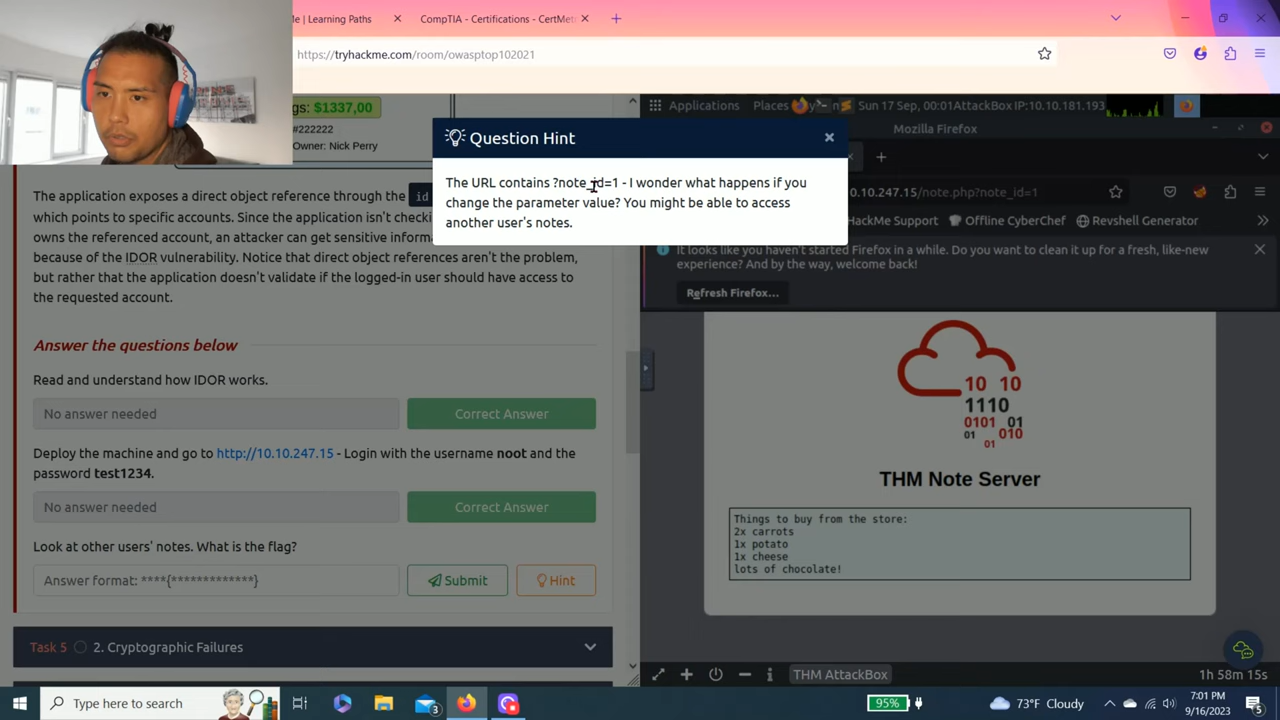 Me | Learning Paths
CompTIA - Certifications - CertMet
https://tryhackme.com/room/owasptop102021
gs: $1337,00
#222222
Owner: Nick Perry
The application exposes a direct object reference through the id
which points to specific accounts. Since the application isn't checki
owns the referenced account, an attacker can get sensitive informa
because of the IDOR vulnerability. Notice that direct object references aren't the problem,
but rather that the application doesn't validate if the logged-in user should have access to
the requested account.
Answer the questions below
Read and understand how IDOR works.
No answer needed
Correct Answer
Deploy the machine and go to http://10.10.247.15 - Login with the username noot and the
password test1234.
No answer needed
Correct Answer
Look at other users' notes. What is the flag?
Answer format: ****{*************}
Submit
Hint
Task 5
2. Cryptographic Failures
Question Hint
The URL contains ?note_id=1 - I wonder what happens if you
change the parameter value? You might be able to access
another user's notes.
Applications
Places
Sun 17 Sep, 00:01
AttackBox IP:10.10.181.193
Mozilla Firefox
0.10.247.15/note.php?note_id=1
HackMe Support
Offline CyberChef
Revshell Generator
It looks like you haven't started Firefox in a while. Do you want to clean it up for a fresh, like-new
experience? And by the way, welcome back!
Refresh Firefox...
10 10
1110
0101 01
01 010
01
THM Note Server
Things to buy from the store:
2x carrots
1x potato
1x cheese
lots of chocolate!
THM AttackBox
1h 58m 15s
Type here to search
3
95%
73°F Cloudy
7:01 PM
9/16/2023
5